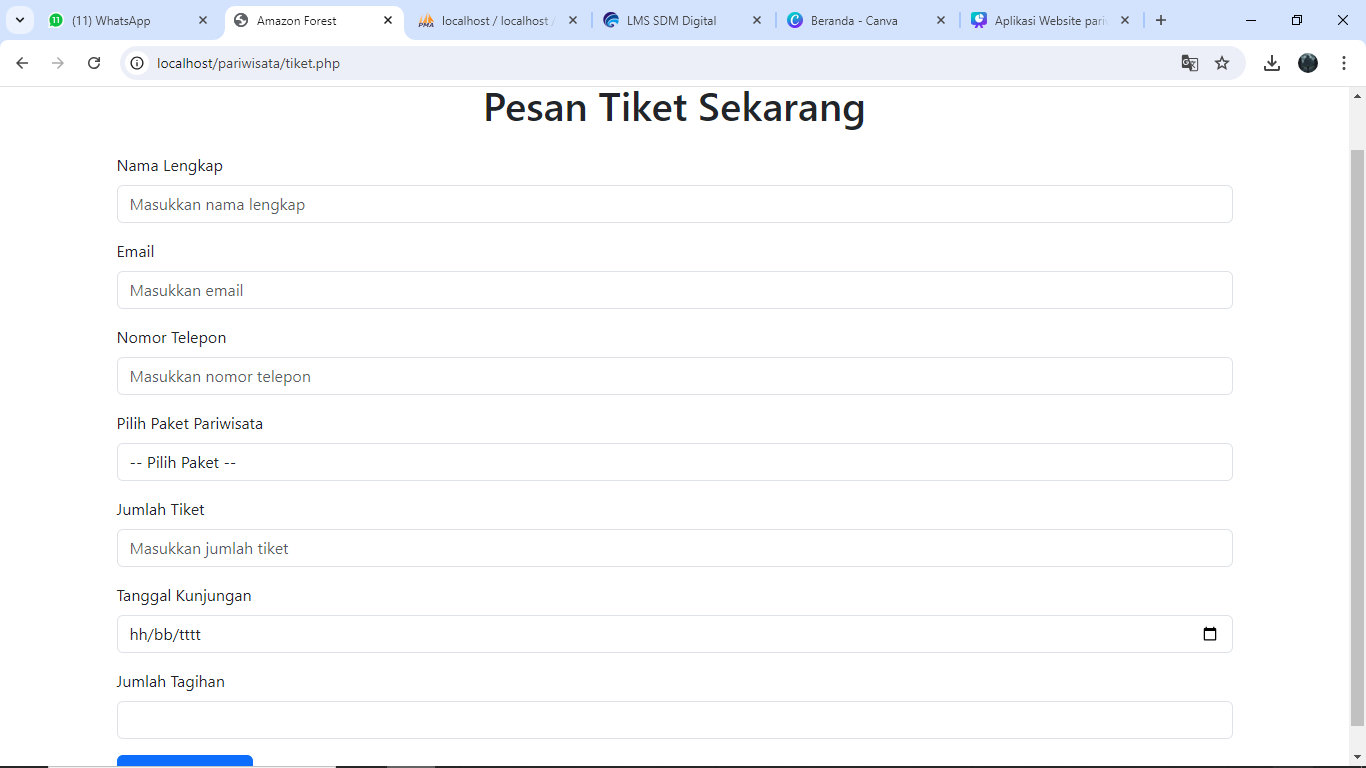 (11) WhatsApp
Amazon Forest
PMA
localhost / localhost /
LMS SDM Digital
C
Beranda - Canva
Aplikasi Website pari
localhost/pariwisata/tiket.php
Pesan Tiket Sekarang
Nama Lengkap
Masukkan nama lengkap
Email
Masukkan email
Nomor Telepon
Masukkan nomor telepon
Pilih Paket Pariwisata
-- Pilih Paket --
Jumlah Tiket
Masukkan jumlah tiket
Tanggal Kunjungan
hh/bb/tttt
Jumlah Tagihan